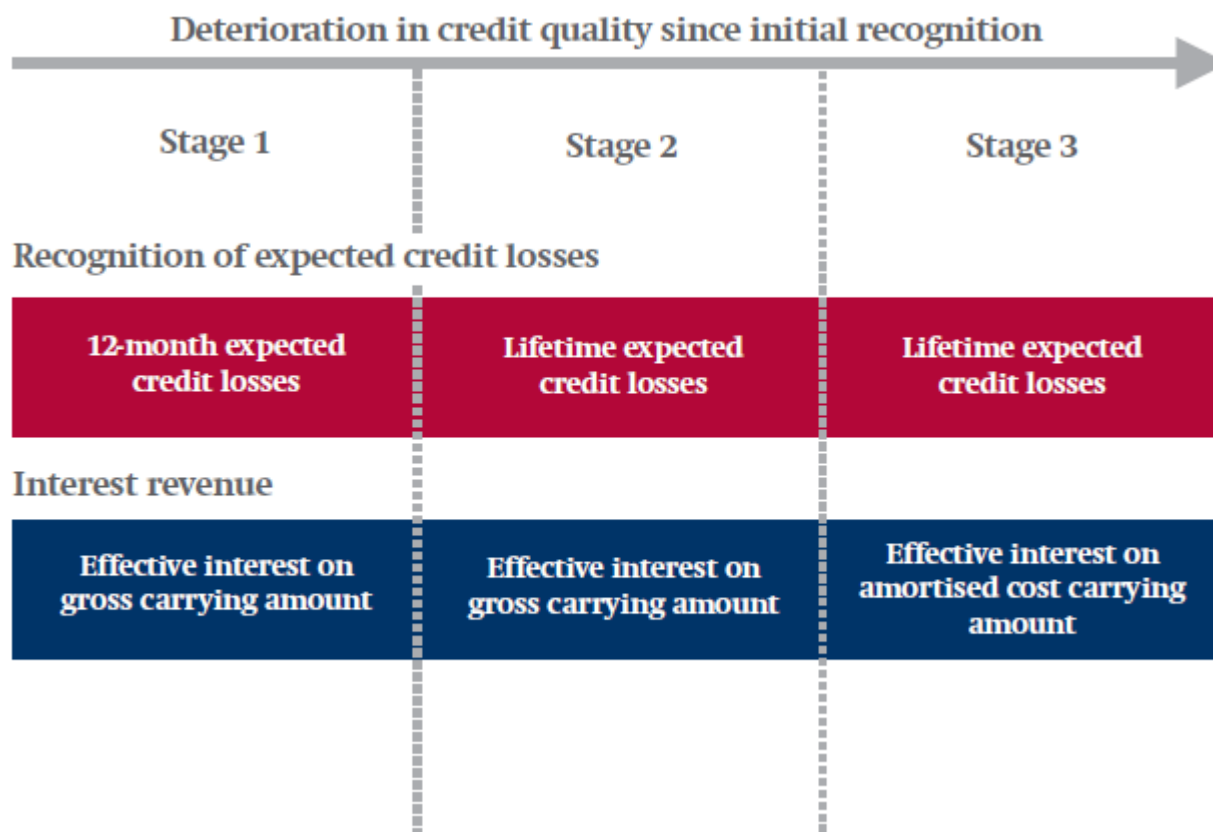 Deterioration in credit quality since initial recognition
Stage 1
Stage 2
Stage 3
Recognition of expected credit losses
12-month expected
credit losses
Lifetime expected
credit losses
Lifetime expected
credit losses
Interest revenue
Effective interest on
gross carrying amount
Effective interest on
gross carrying amount
Effective interest on
amortised cost carrying
amount